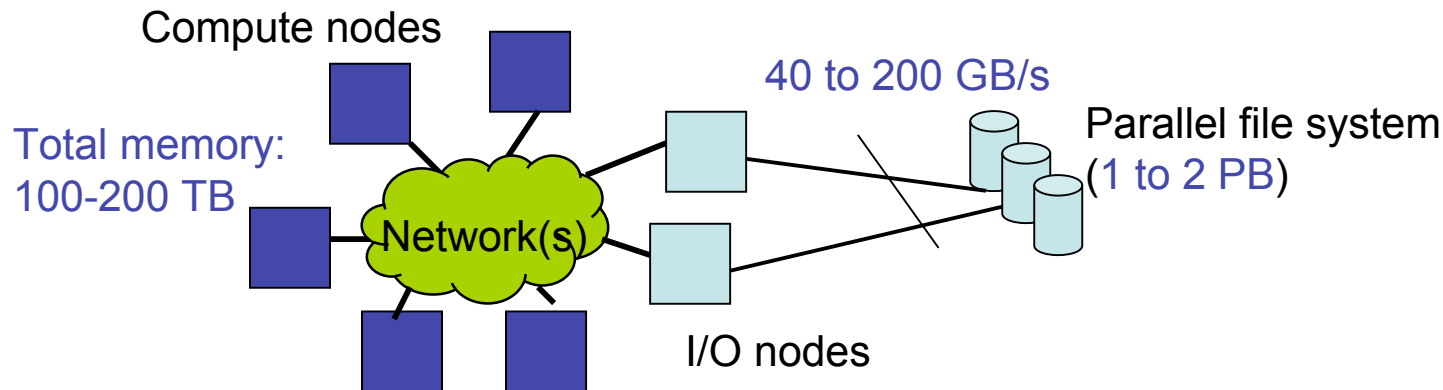 Compute nodes
40 to 200 GB/s
Parallel file system
(1 to 2 PB)
Total memory:
100-200 TB
Network(s)
I/O nodes